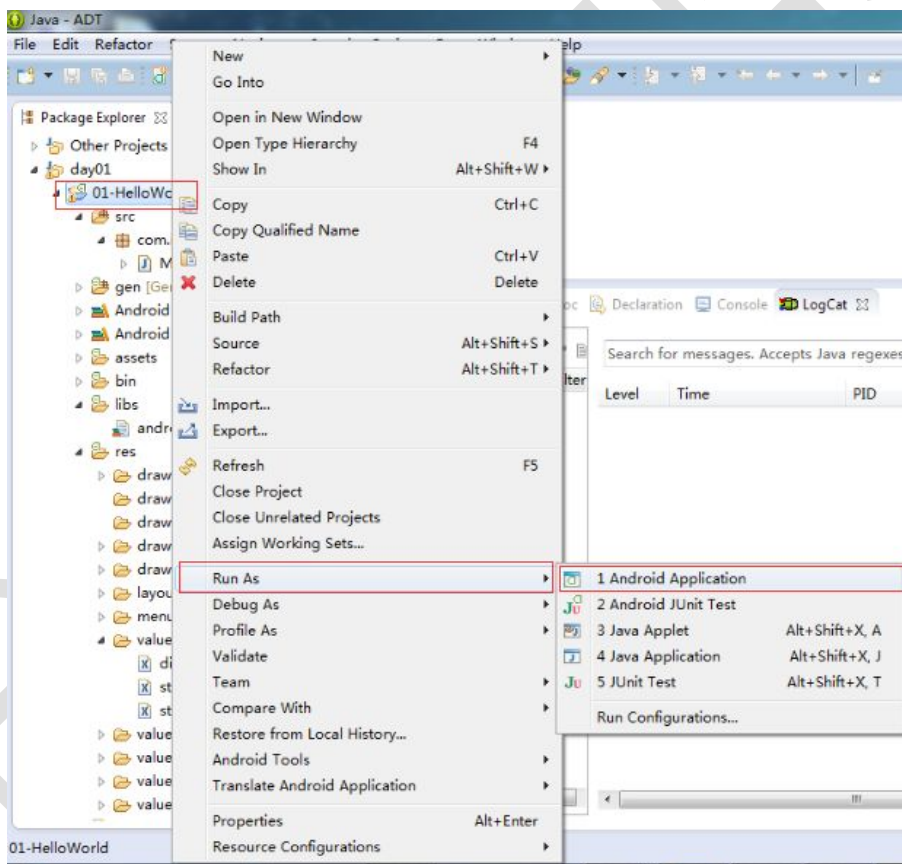 Java - ADT
File Edit Refactor
elp
Package Explorer
Other Projects
day01
01-HelloWo
src
com.
M
gen [Ge
Android
Android
assets
bin
libs
andr
res
draw
draw
draw
draw
draw
layou
menu
value
di
st
st
value
value
value
value
01-HelloWorld
New
Go Into
Open in New Window
Open Type Hierarchy F4
Show In Alt+Shift+W
Copy Ctrl+C
Copy Qualified Name
Paste Ctrl+V
Delete Delete
Build Path
Source Alt+Shift+S
Refactor Alt+Shift+T
Import...
Export...
Refresh F5
Close Project
Close Unrelated Projects
Assign Working Sets...
Run As
Debug As
Profile As
Validate
Team
Compare With
Restore from Local History...
Android Tools
Translate Android Application
Properties Alt+Enter
Resource Configurations
oc Declaration Console LogCat
Search for messages. Accepts Java regexes
lter
Level Time PID
1 Android Application
2 Android JUnit Test
3 Java Applet Alt+Shift+X, A
4 Java Application Alt+Shift+X, J
5 JUnit Test Alt+Shift+X, T
Run Configurations...